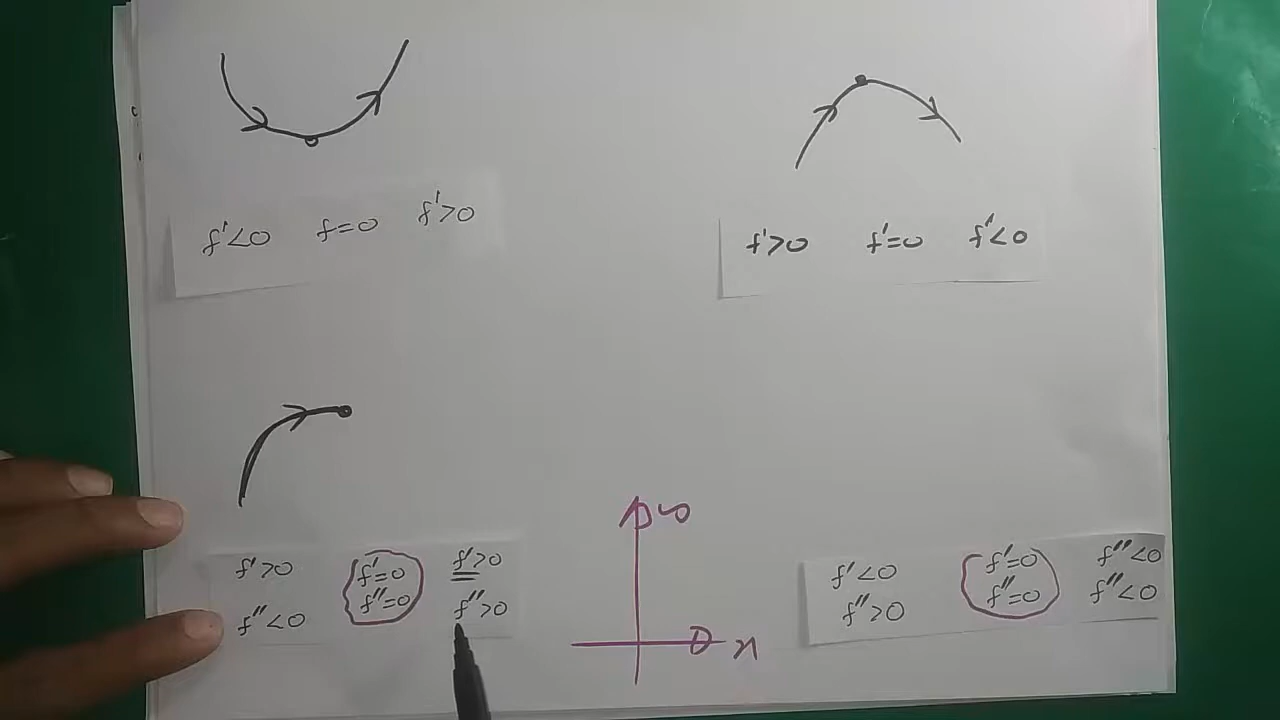 f'<0 f=0 f'>0
f'>0 f'=0 f''<0
f'>0 f'=0 f'>0
f''<0 f''=0 f''>0
x
f'<0 f'=0 f''<0
f''>0 f''=0 f''<0